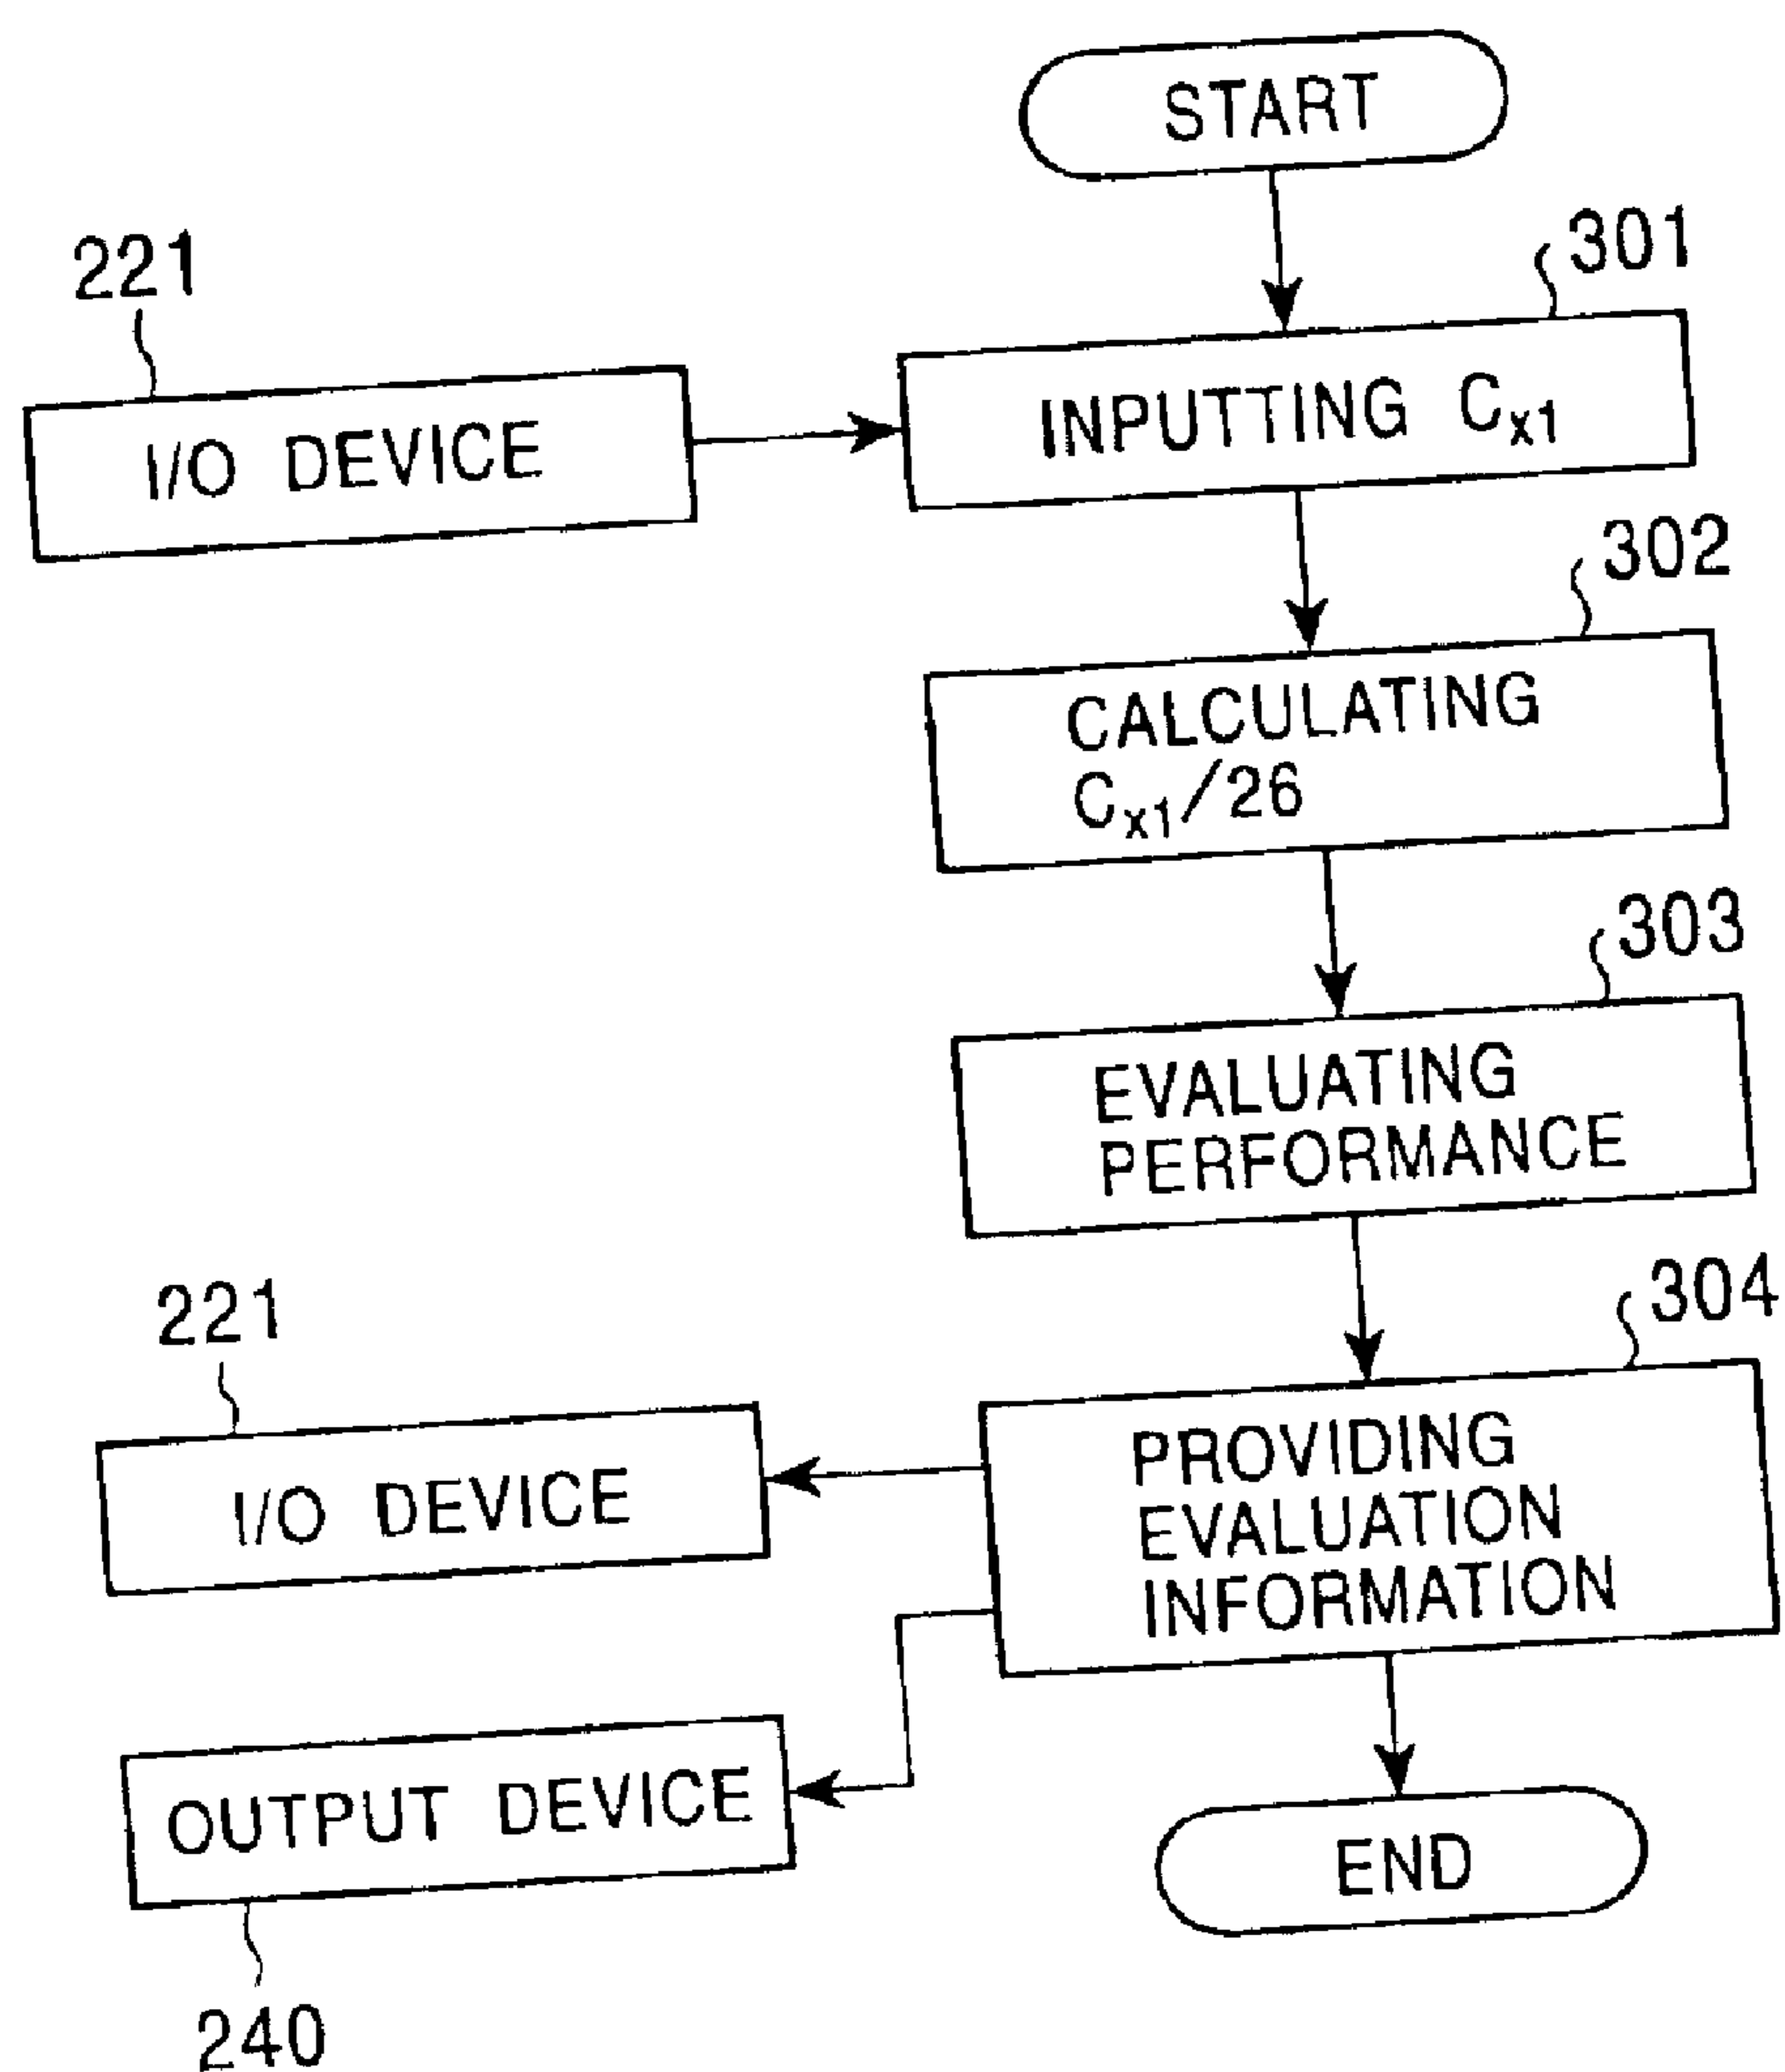 START
301
221
INPUTTING Cx1
I/O DEVICE
302
CALCULATING
Cx1/26
303
EVALUATING
PERFORMANCE
304
221
PROVIDING
EVALUATION
INFORMATION
I/O DEVICE
OUTPUT DEVICE
END
240